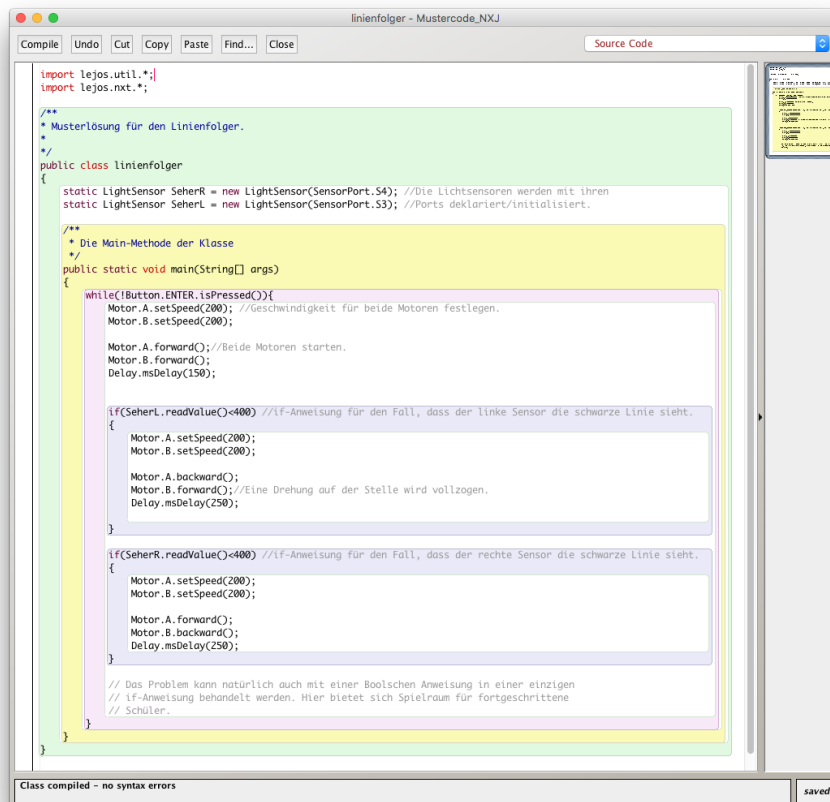 linienfolger - Mustercode_NXJ
Compile Undo Cut Copy Paste Find... Close Source Code
import lejos.util.*;
import lejos.nxt.*;
/**
* Musterlösung für den Linienfolger.
*
*/
public class linienfolger
{
static LightSensor SeherR = new LightSensor(SensorPort.S4); //Die Lichtsensoren werden mit ihren
static LightSensor SeherL = new LightSensor(SensorPort.S3); //Ports deklariert/initialisiert.
/**
* Die Main-Methode der Klasse
*/
public static void main(String[] args)
{
while(!Button.ENTER.isPressed()){
Motor.A.setSpeed(200); //Geschwindigkeit für beide Motoren festlegen.
Motor.B.setSpeed(200);
Motor.A.forward();//Beide Motoren starten.
Motor.B.forward();
Delay.msDelay(150);
if(SeherL.readValue()<400) //if-Anweisung für den Fall, dass der linke Sensor die schwarze Linie sieht.
{
Motor.A.setSpeed(200);
Motor.B.setSpeed(200);
Motor.A.backward();
Motor.B.forward();//Eine Drehung auf der Stelle wird vollzogen.
Delay.msDelay(250);
}
if(SeherR.readValue()<400) //if-Anweisung für den Fall, dass der rechte Sensor die schwarze Linie sieht.
{
Motor.A.setSpeed(200);
Motor.B.setSpeed(200);
Motor.A.forward();
Motor.B.backward();
Delay.msDelay(250);
}
// Das Problem kann natürlich auch mit einer Boolschen Anweisung in einer einzigen
// if-Anweisung behandelt werden. Hier bietet sich Spielraum für fortgeschrittene
// Schüler.
}
}
}
Class compiled - no syntax errors
saved